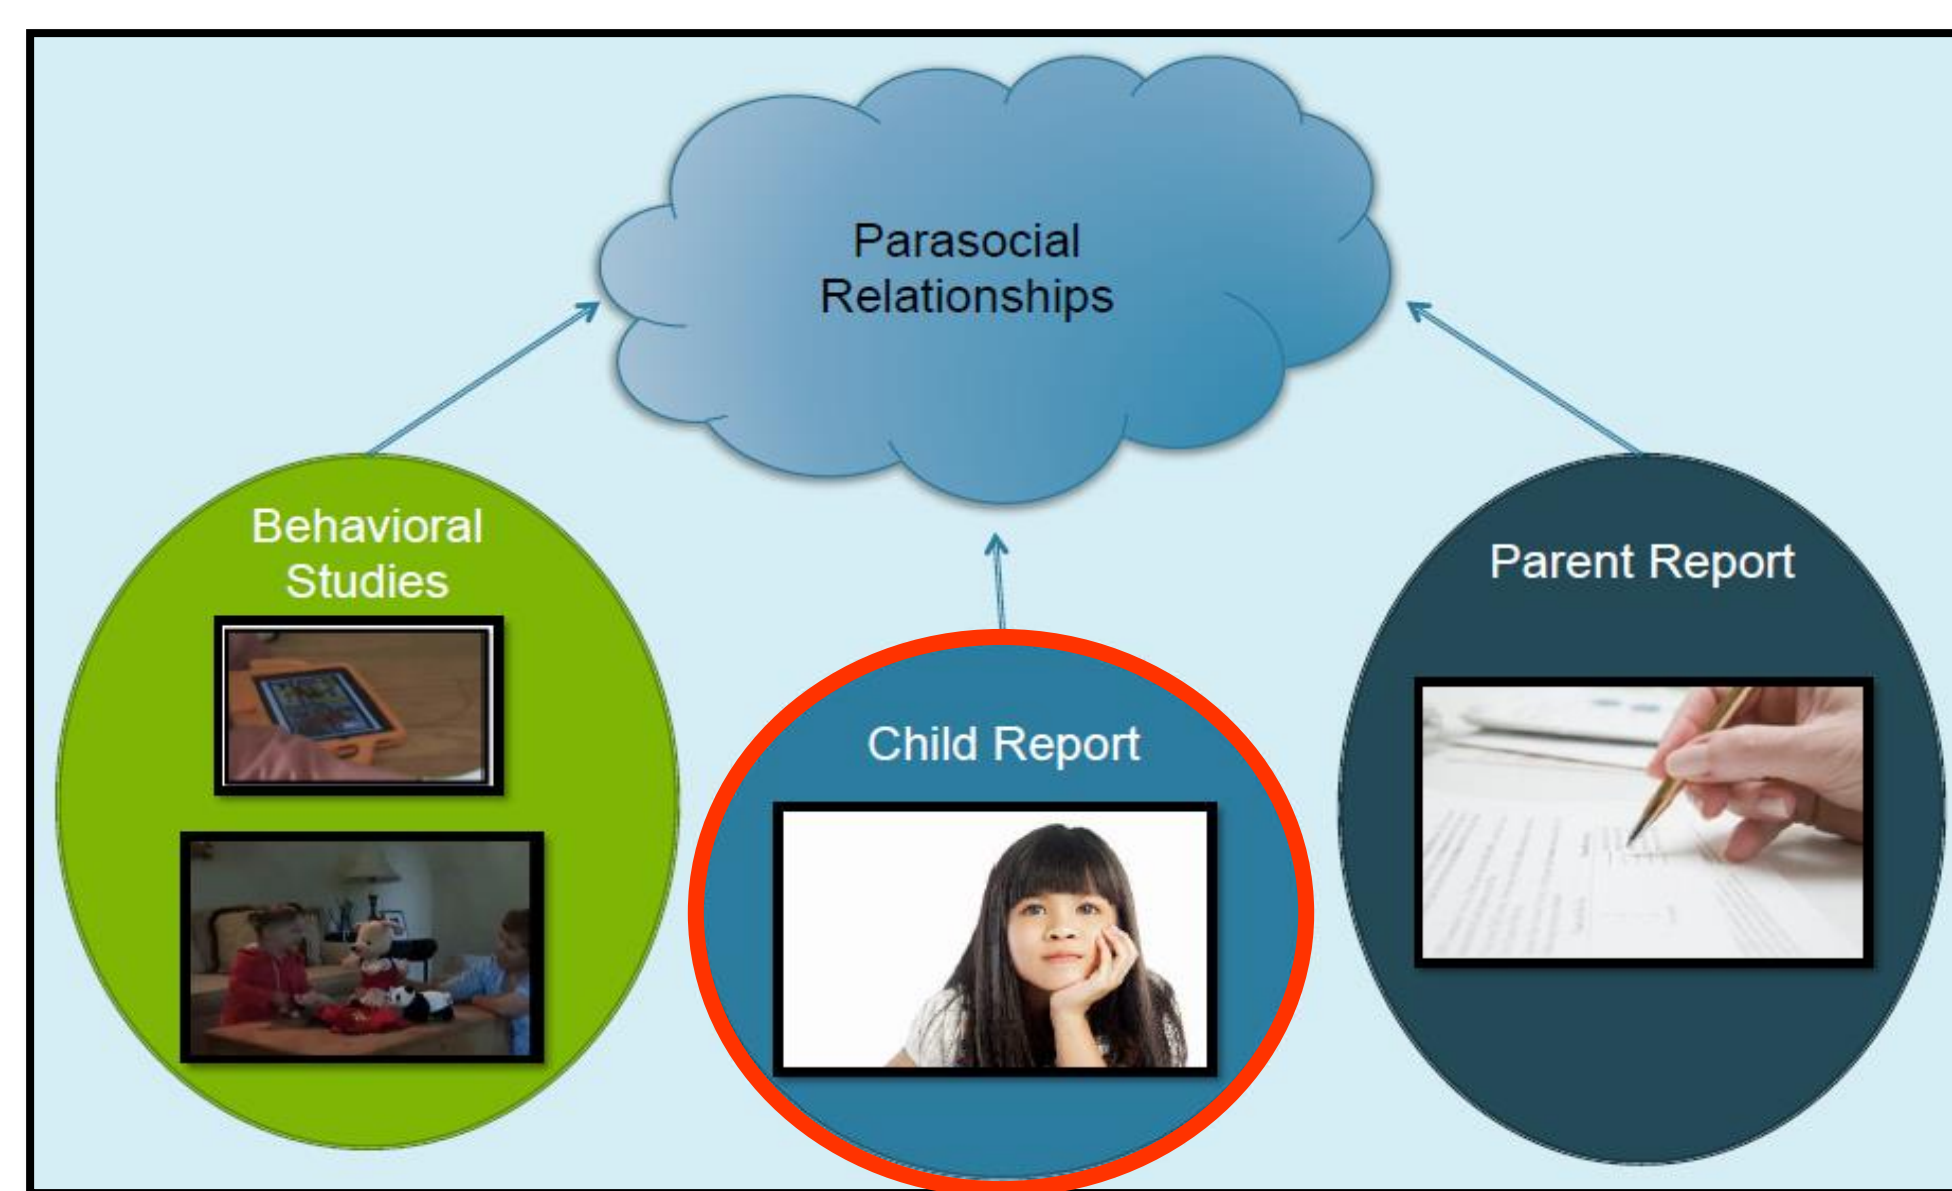 Parasocial
Relationships
Behavioral
Studies
Child Report
Parent Report